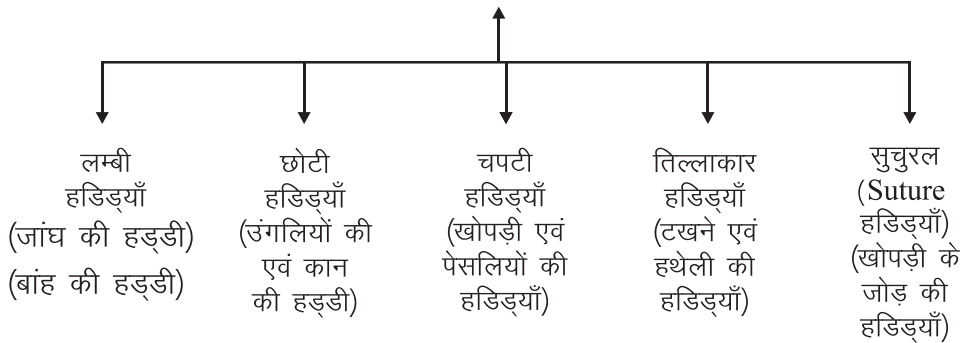 लम्बी
हडिड्याँ
(जांघ की हड्डी)
(बांह की हड्डी)
छोटी
हडिड्याँ
(उंगलियों की
एवं कान
की हड्डी)
चपटी
हडिड्याँ
(खोपड़ी एवं
पेसलियों की
हडिड्याँ)
तिल्लाकार
हडिड्याँ
(टखने एवं
हथेली की
हडिड्याँ)
सुचुरल
(Suture
हडिड्याँ)
(खोपड़ी के
जोड़ की
हडिड्याँ)